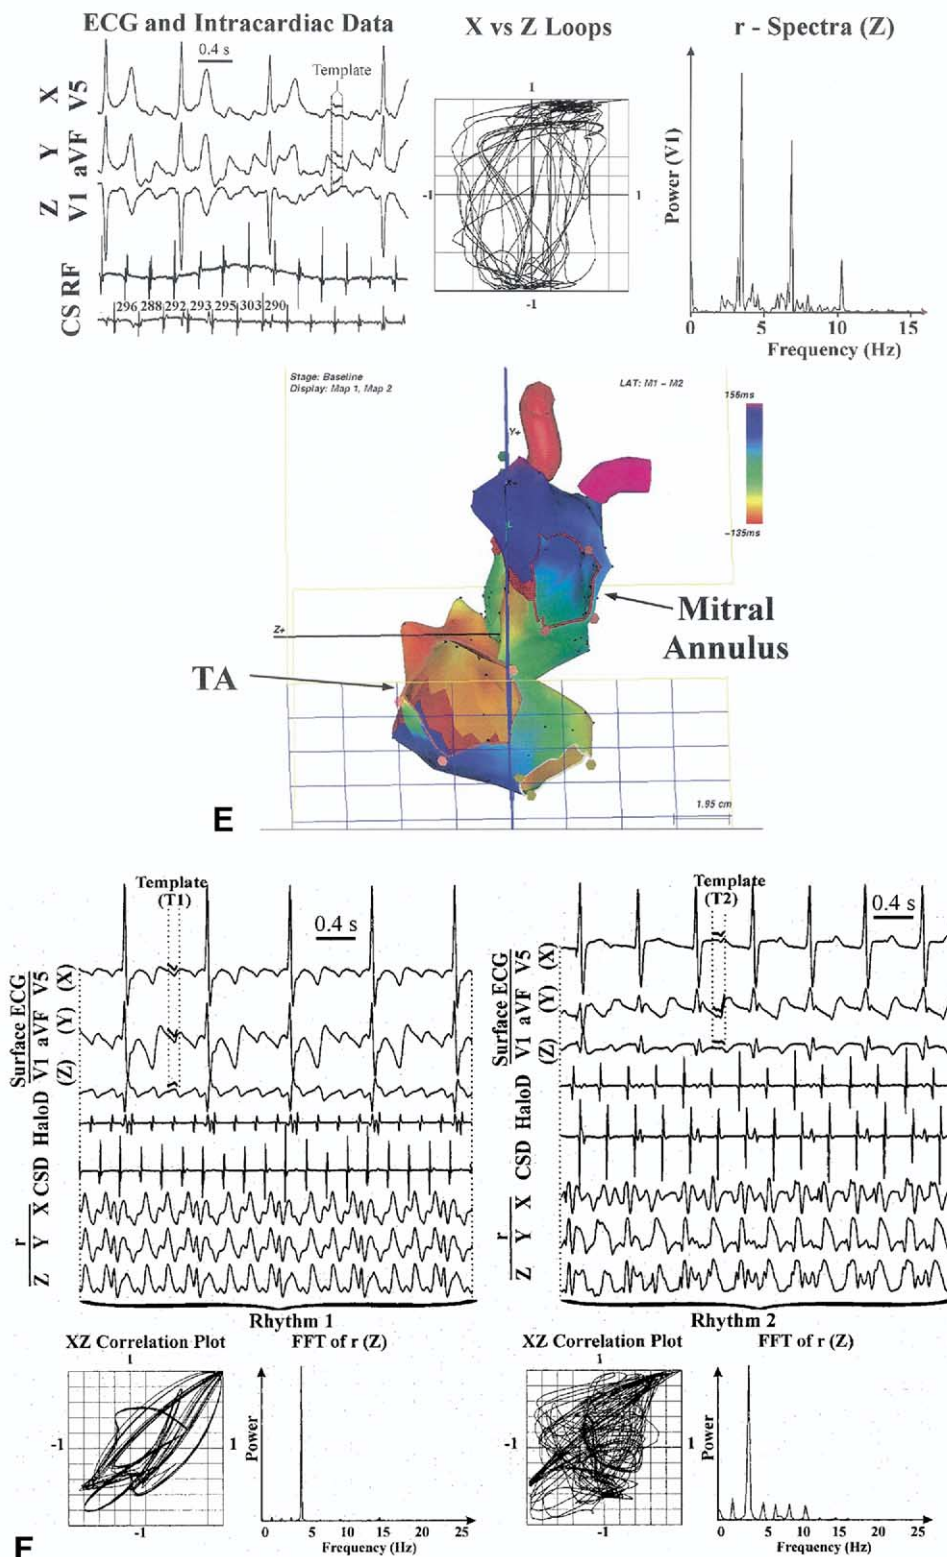 ECG and Intracardiac Data
0.4 s
Template
X
V5
Y
aVF
Z
V1
RF
CS
296 288 292 293 295 303 290
X vs Z Loops
1
-1
1
-1
r - Spectra (Z)
Power (V1)
0 5 10 15
Frequency (Hz)
Stage: Baseline
Display: Map 1, Map 2
LAT: M1 - M2
156ms
-135ms
Y+
Z+
Mitral
Annulus
TA
1.95 cm
E
Template
(T1)
0.4 s
Surface ECG
V5 (X)
aVF (Y)
V1 (Z)
HaloD
CSD
r
X
Y
Z
Rhythm 1
Template
(T2)
0.4 s
Surface ECG
V5 (X)
aVF (Y)
V1 (Z)
HaloD
CSD
r
X
Y
Z
Rhythm 2
XZ Correlation Plot
1
-1
1
-1
FFT of r (Z)
Power
0 5 10 15 20 25
Frequency (Hz)
XZ Correlation Plot
1
-1
1
-1
FFT of r (Z)
Power
0 5 10 15 20 25
Frequency (Hz)
F